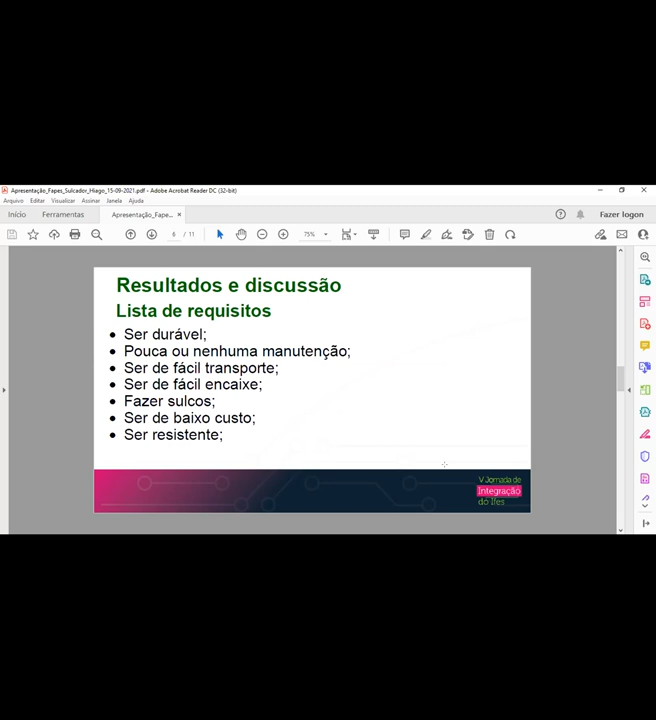 Apresentação_Fapes_Sulcador_Hiago_15-09-2021.pdf - Adobe Acrobat Reader DC (32-bit)
Arquivo Editar Visualizar Assinar Janela Ajuda
Início Ferramentas Apresentação_Fape... × Fazer logon
6 / 11 75%
Resultados e discussão
Lista de requisitos
• Ser durável;
• Pouca ou nenhuma manutenção;
• Ser de fácil transporte;
• Ser de fácil encaixe;
• Fazer sulcos;
• Ser de baixo custo;
• Ser resistente;
V Jornada de
Integração
do Ifes